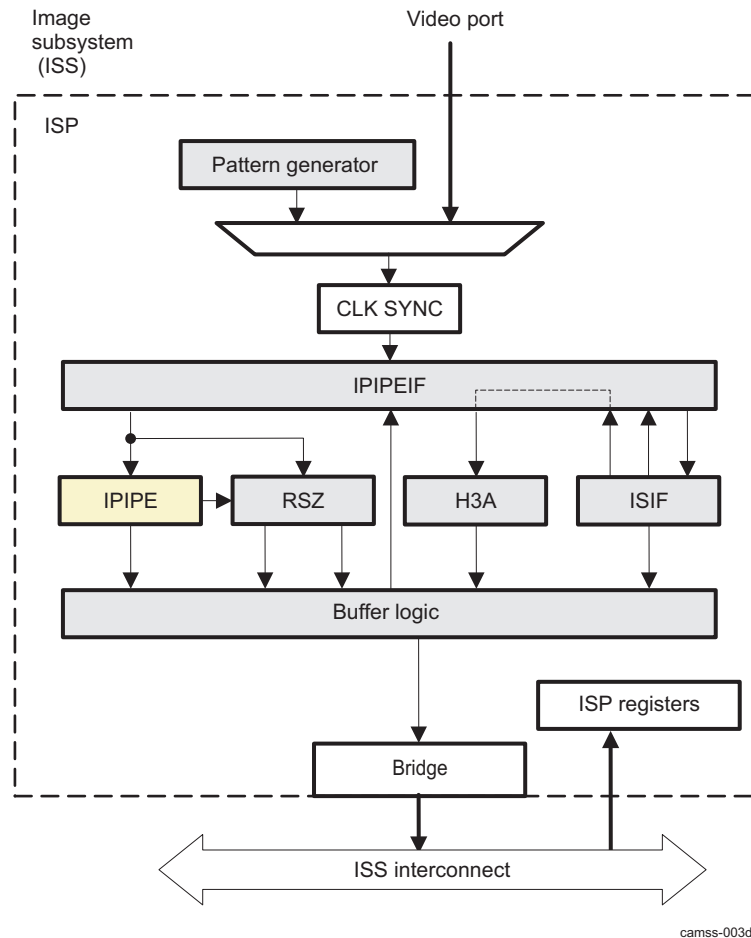 Image
subsystem
(ISS)
Video port
ISP
Pattern generator
CLK SYNC
IPIPEIF
IPIPE
RSZ
H3A
ISIF
Buffer logic
ISP registers
Bridge
ISS interconnect
camss-003d